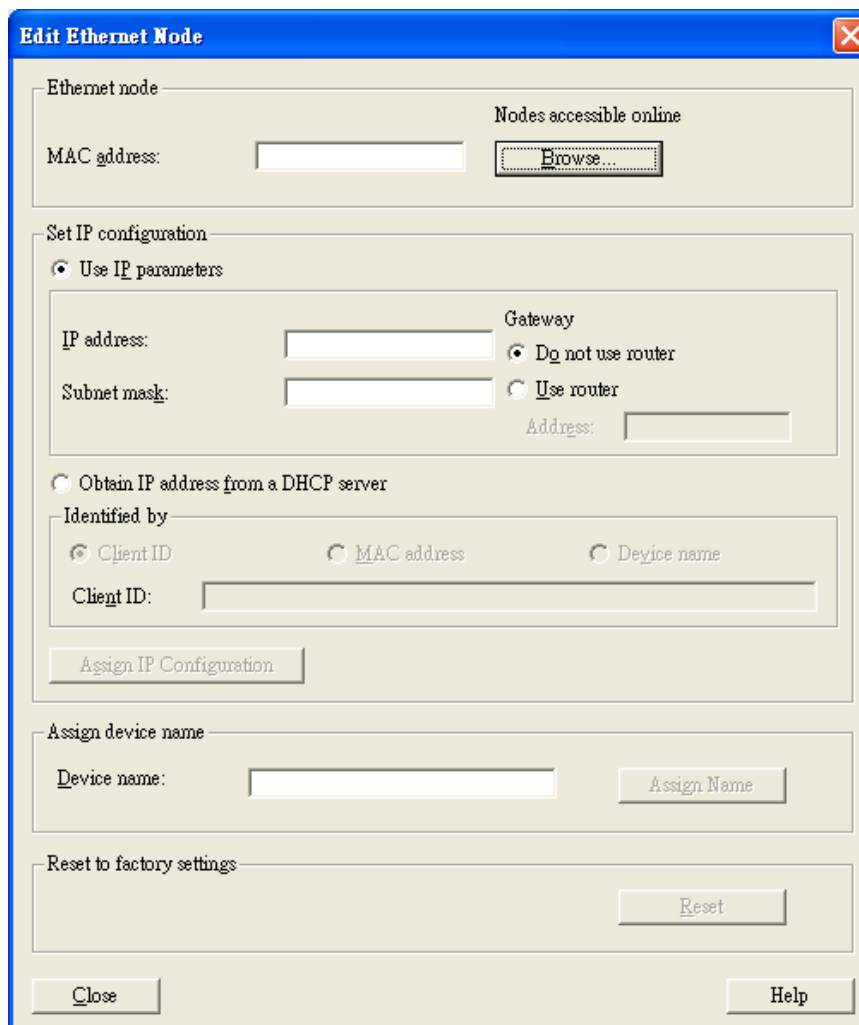 Edit Ethernet Node
Ethernet node
Nodes accessible online
MAC address:
Browse...
Set IP configuration
Use IP parameters
Gateway
IP address:
Do not use router
Subnet mask:
Use router
Address:
Obtain IP address from a DHCP server
Identified by
Client ID
MAC address
Device name
Client ID:
Assign IP Configuration
Assign device name
Device name:
Assign Name
Reset to factory settings
Reset
Close
Help